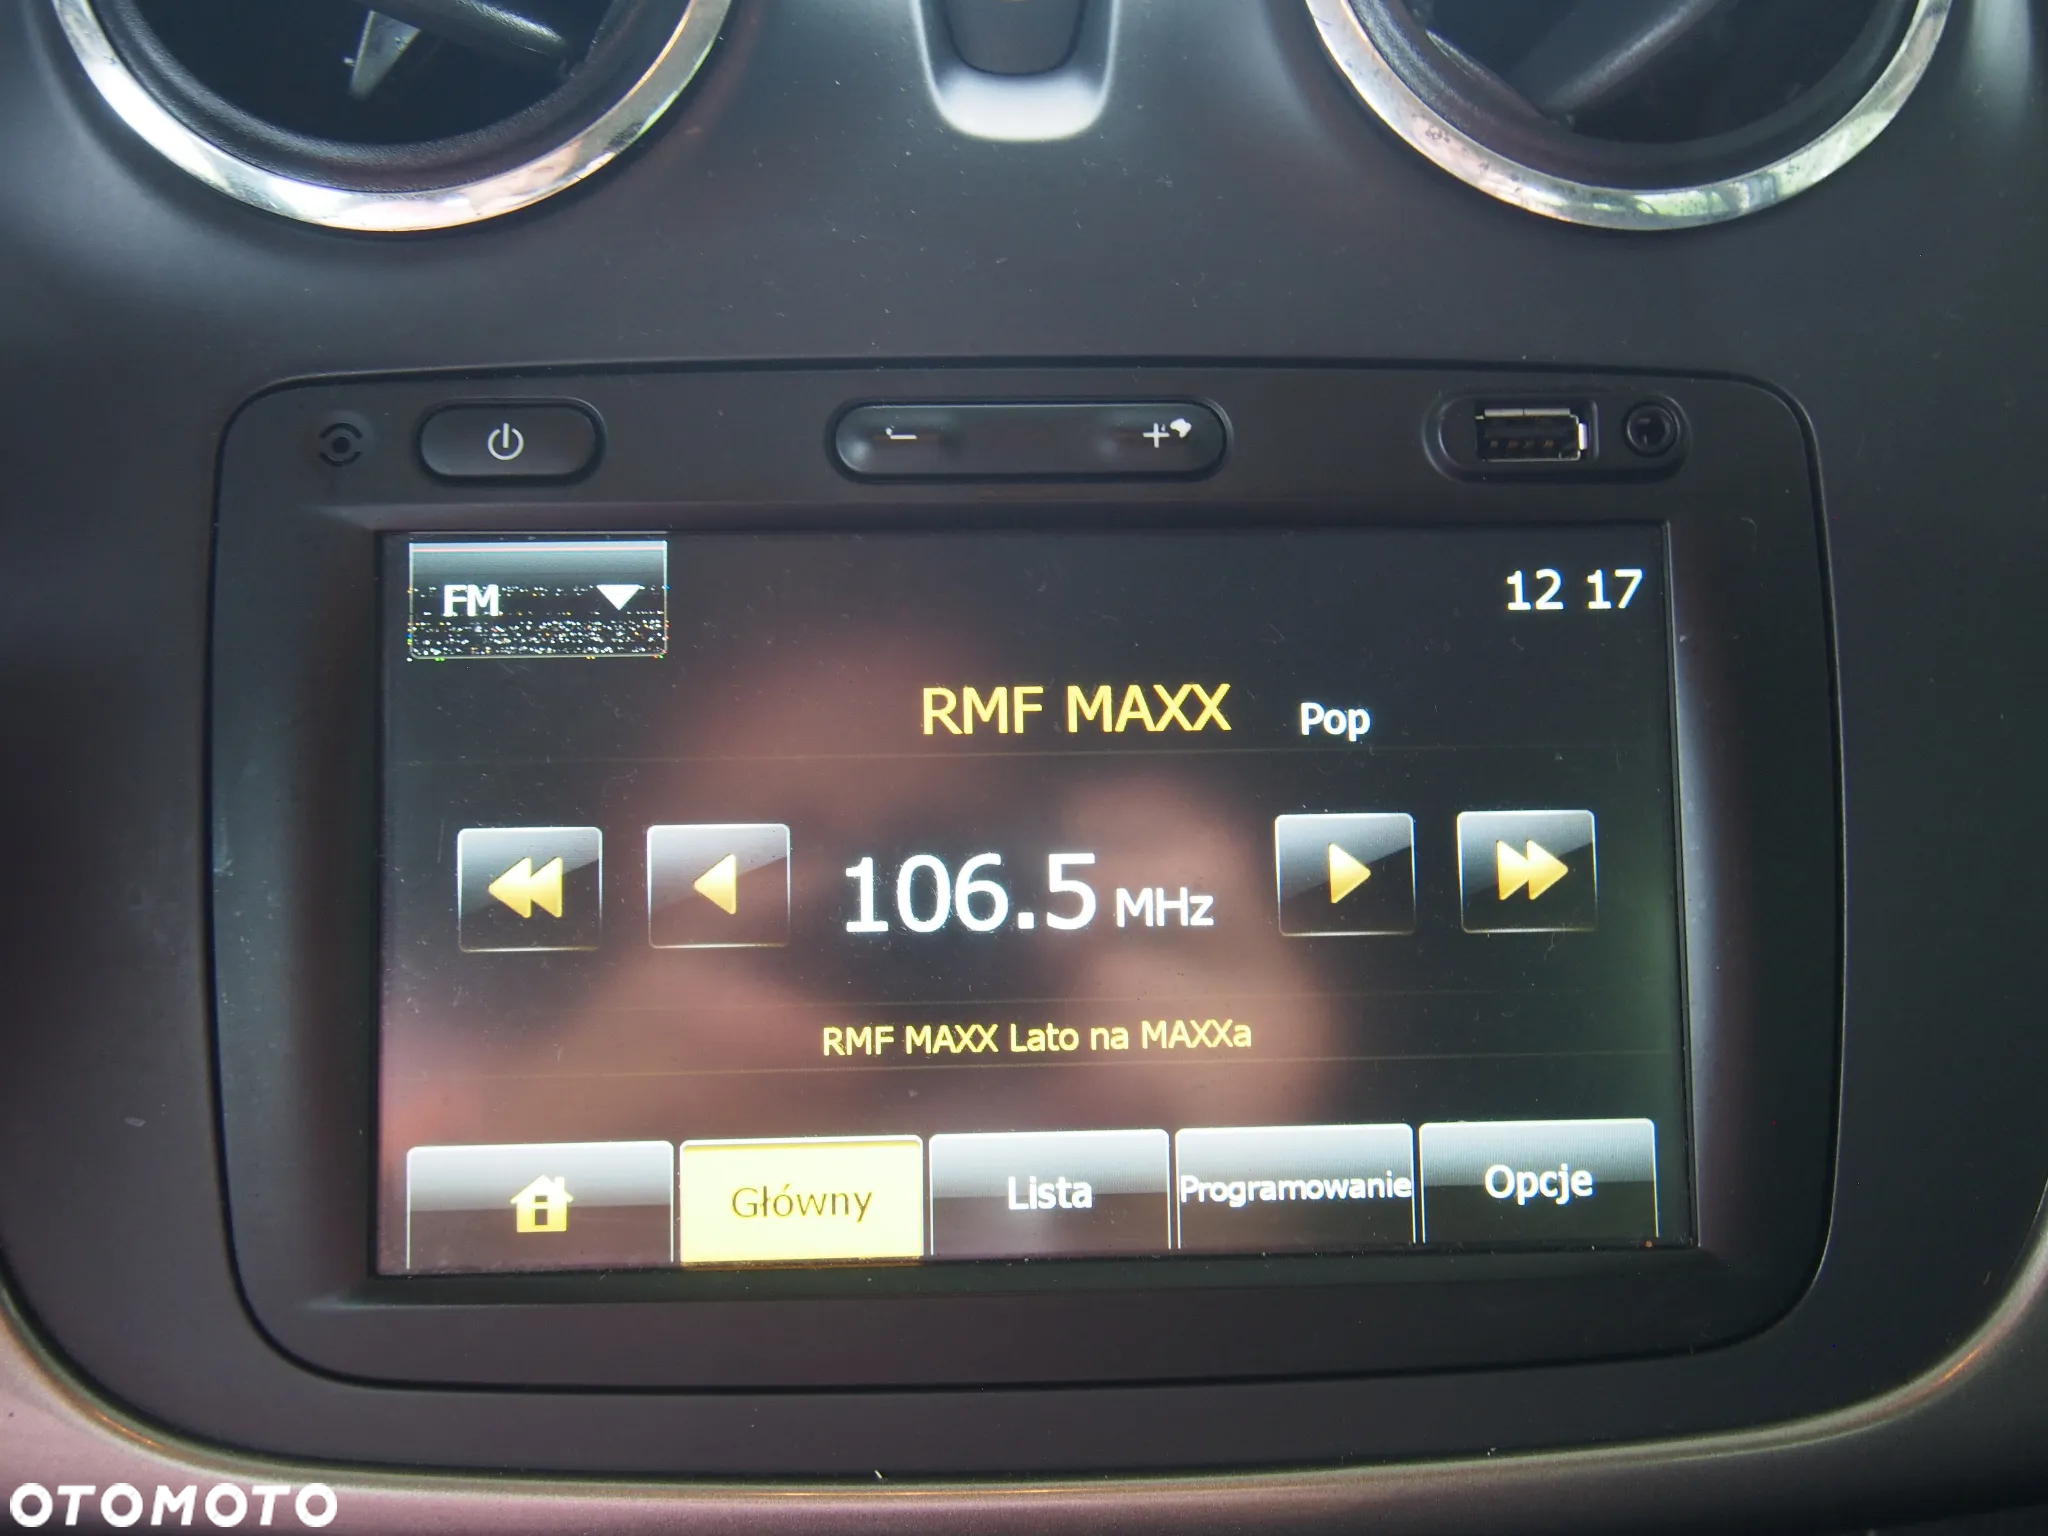 FM
12 17
RMF MAXX Pop
106.5 MHz
RMF MAXX Lato na MAXXa
Główny Lista Programowanie Opcje
OTOMOTO